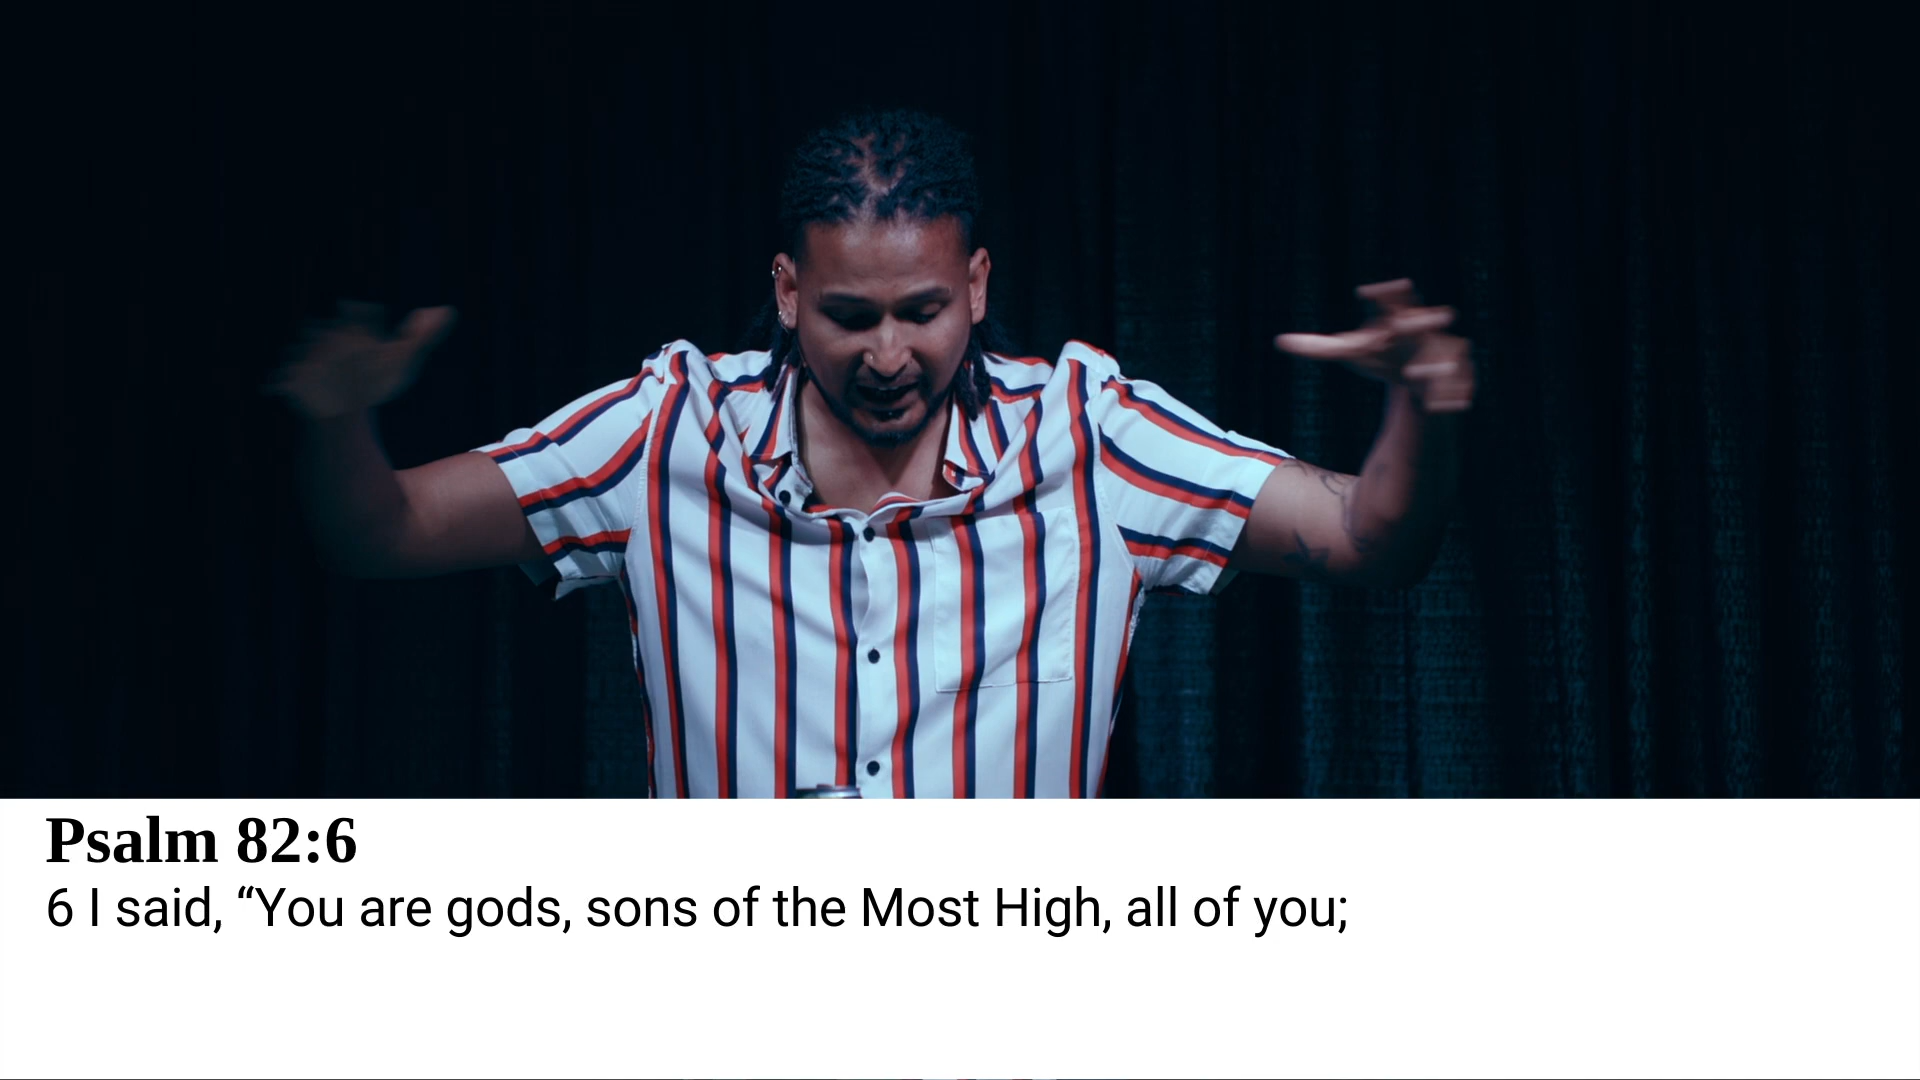 Psalm 82:6
6 I said, “You are gods, sons of the Most High, all of you;